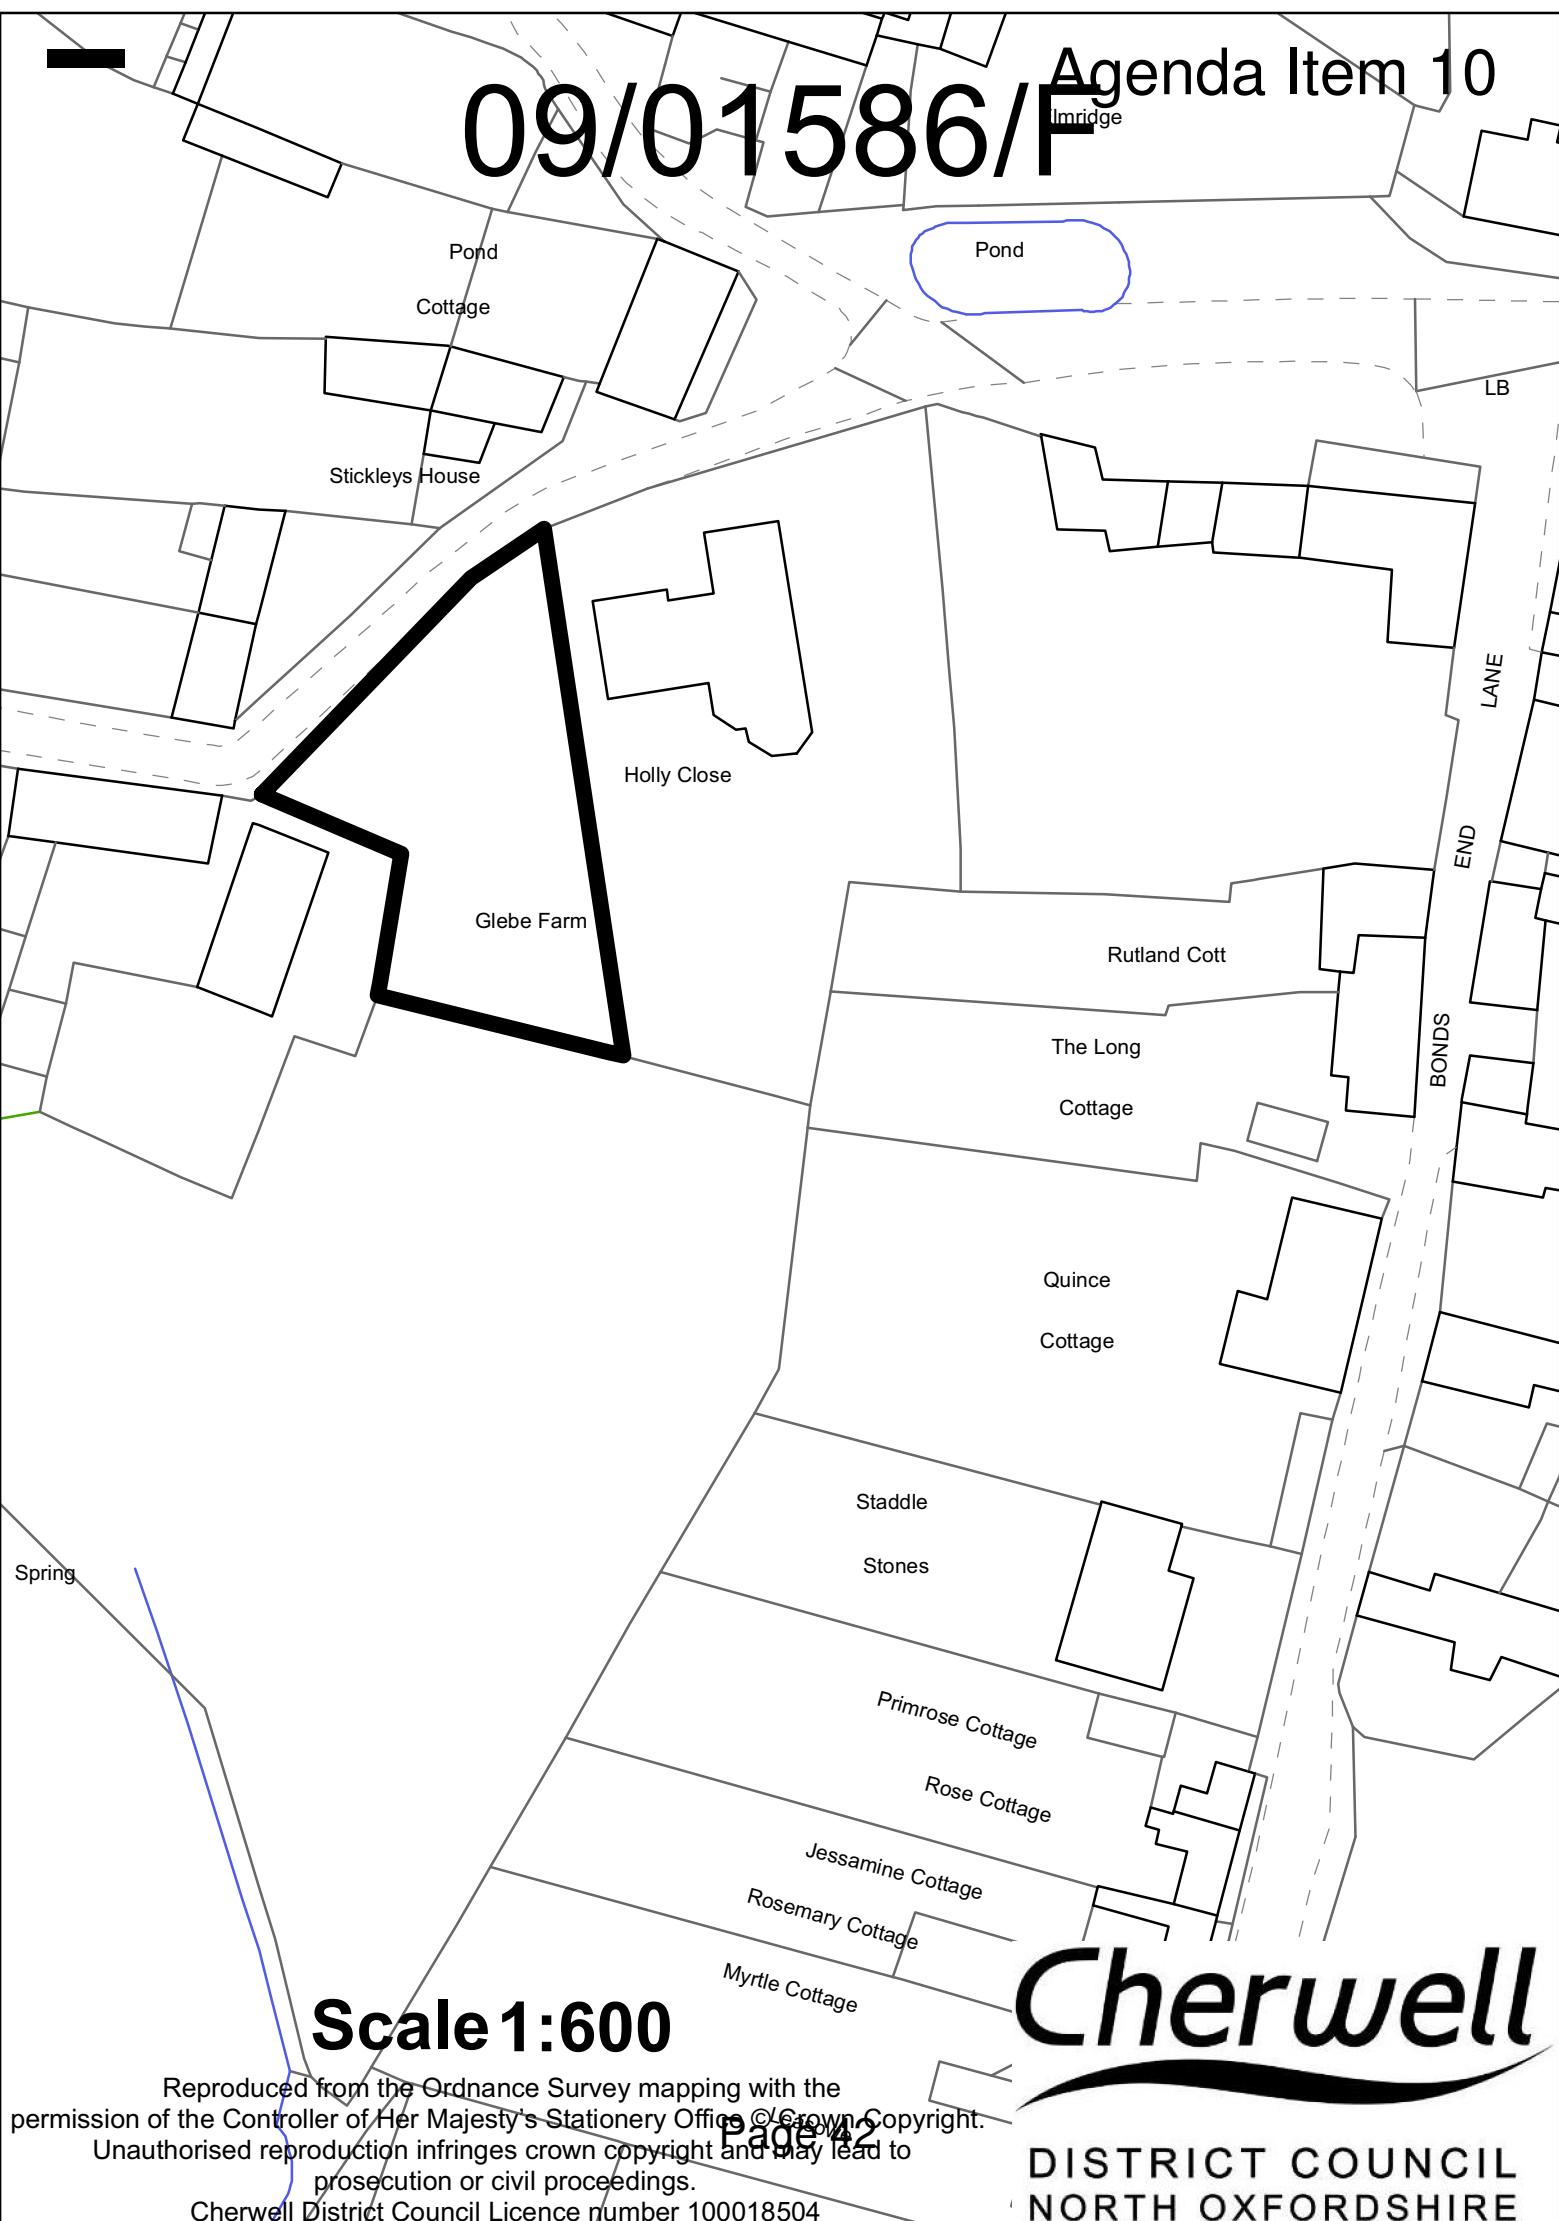 Agenda Item 10
09/01586/F
lmridge
Pond
Cottage
Pond
LB
Stickleys House
LANE
Holly Close
END
Glebe Farm
Rutland Cott
BONDS
The Long
Cottage
Quince
Cottage
Staddle
Stones
Spring
Primrose Cottage
Rose Cottage
Jessamine Cottage
Rosemary Cottage
Myrtle Cottage
Scale 1:600
Reproduced from the Ordnance Survey mapping with the
permission of the Controller of Her Majesty's Stationery Office © Crown Copyright.
Unauthorised reproduction infringes crown copyright and may lead to
prosecution or civil proceedings.
Cherwell District Council Licence number 100018504
Page 42
Cherwell
DISTRICT COUNCIL
NORTH OXFORDSHIRE